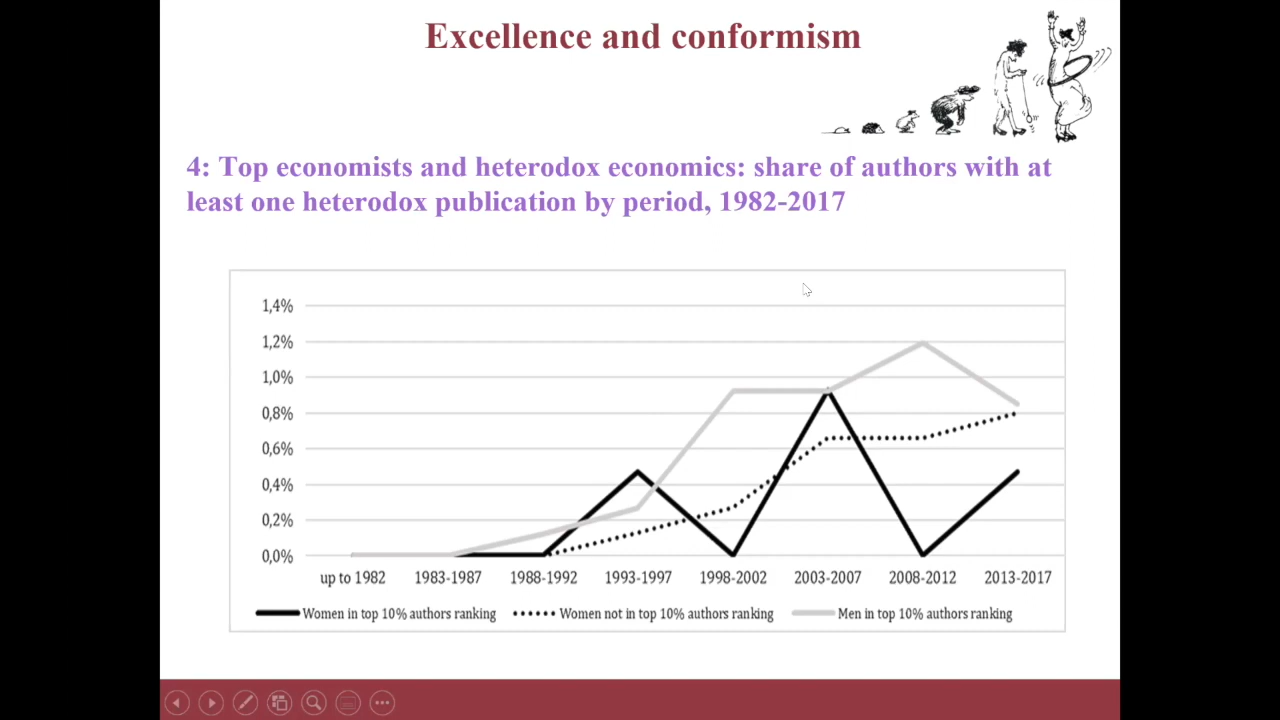 Excellence and conformism
4: Top economists and heterodox economics: share of authors with at
least one heterodox publication by period, 1982-2017
1,4%
1,2%
1,0%
0,8%
0,6%
0,4%
0,2%
0,0%
up to 1982 1983-1987 1988-1992 1993-1997 1998-2002 2003-2007 2008-2012 2013-2017
Women in top 10% authors ranking Women not in top 10% authors ranking Men in top 10% authors ranking